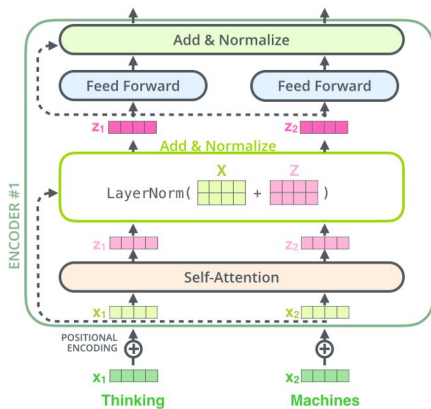 Add & Normalize
Feed Forward
Feed Forward
z1
z2
Add & Normalize
X
Z
LayerNorm( + )
z1
z2
Self-Attention
x1
x2
POSITIONAL
ENCODING
x1
x2
Thinking
Machines
ENCODER #1